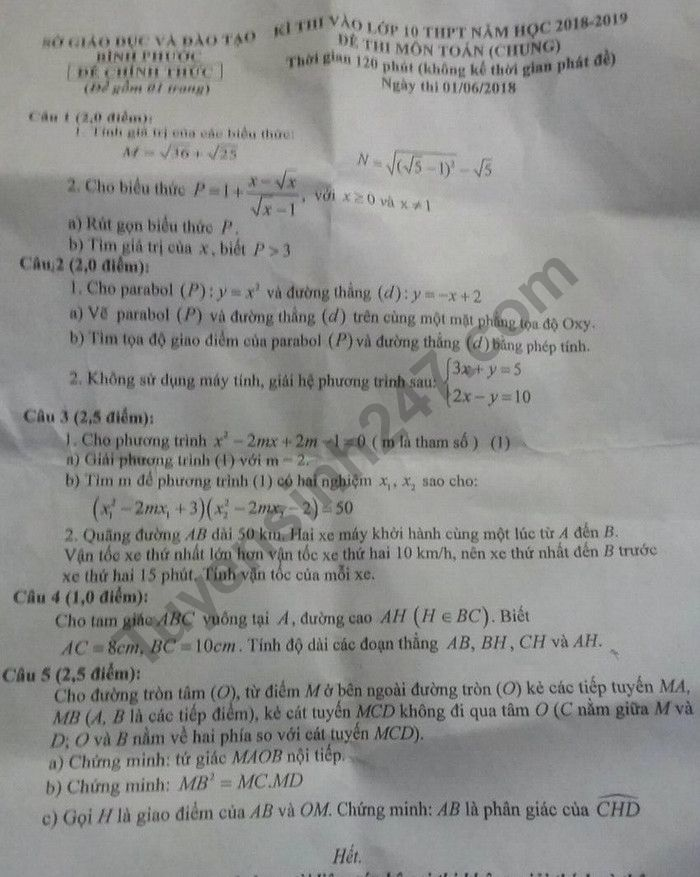 SỞ GIÁO DỤC VÀ ĐÀO TẠO
BÌNH PHƯỚC
[ ĐỀ CHÍNH THỨC ]
(Đề gồm 01 trang)
KÌ THI VÀO LỚP 10 THPT NĂM HỌC 2018-2019
ĐỀ THI MÔN TOÁN (CHUNG)
Thời gian 120 phút (không kể thời gian phát đề)
Ngày thi 01/06/2018
Câu 1 (2,0 điểm):
1. Tính giá trị của các biểu thức:
M = √36 + √25 N = √((√5 − 1)²) − √5
2. Cho biểu thức P = 1 + (x − √x)/(√x − 1), với x ≥ 0 và x ≠ 1
a) Rút gọn biểu thức P.
b) Tìm giá trị của x, biết P > 3
Câu 2 (2,0 điểm):
1. Cho parabol (P): y = x² và đường thẳng (d): y = −x + 2
a) Vẽ parabol (P) và đường thẳng (d) trên cùng một mặt phẳng tọa độ Oxy.
b) Tìm tọa độ giao điểm của parabol (P) và đường thẳng (d) bằng phép tính.
2. Không sử dụng máy tính, giải hệ phương trình sau: { 3x + y = 5
2x − y = 10
Câu 3 (2,5 điểm):
1. Cho phương trình x² − 2mx + 2m − 1 = 0 ( m là tham số ) (1)
a) Giải phương trình (1) với m = 2.
b) Tìm m để phương trình (1) có hai nghiệm x₁, x₂ sao cho:
(x₁² − 2mx₁ + 3)(x₂² − 2mx₂ − 2) = 50
2. Quãng đường AB dài 50 km. Hai xe máy khởi hành cùng một lúc từ A đến B.
Vận tốc xe thứ nhất lớn hơn vận tốc xe thứ hai 10 km/h, nên xe thứ nhất đến B trước
xe thứ hai 15 phút. Tính vận tốc của mỗi xe.
Câu 4 (1,0 điểm):
Cho tam giác ABC vuông tại A, đường cao AH (H ∈ BC). Biết
AC = 8cm, BC = 10cm. Tính độ dài các đoạn thẳng AB, BH, CH và AH.
Câu 5 (2,5 điểm):
Cho đường tròn tâm (O), từ điểm M ở bên ngoài đường tròn (O) kẻ các tiếp tuyến MA,
MB (A, B là các tiếp điểm), kẻ cát tuyến MCD không đi qua tâm O (C nằm giữa M và
D; O và B nằm về hai phía so với cát tuyến MCD).
a) Chứng minh: tứ giác MAOB nội tiếp.
b) Chứng minh: MB² = MC.MD
c) Gọi H là giao điểm của AB và OM. Chứng minh: AB là phân giác của CHD
Hết.
Tuyensinh247.com